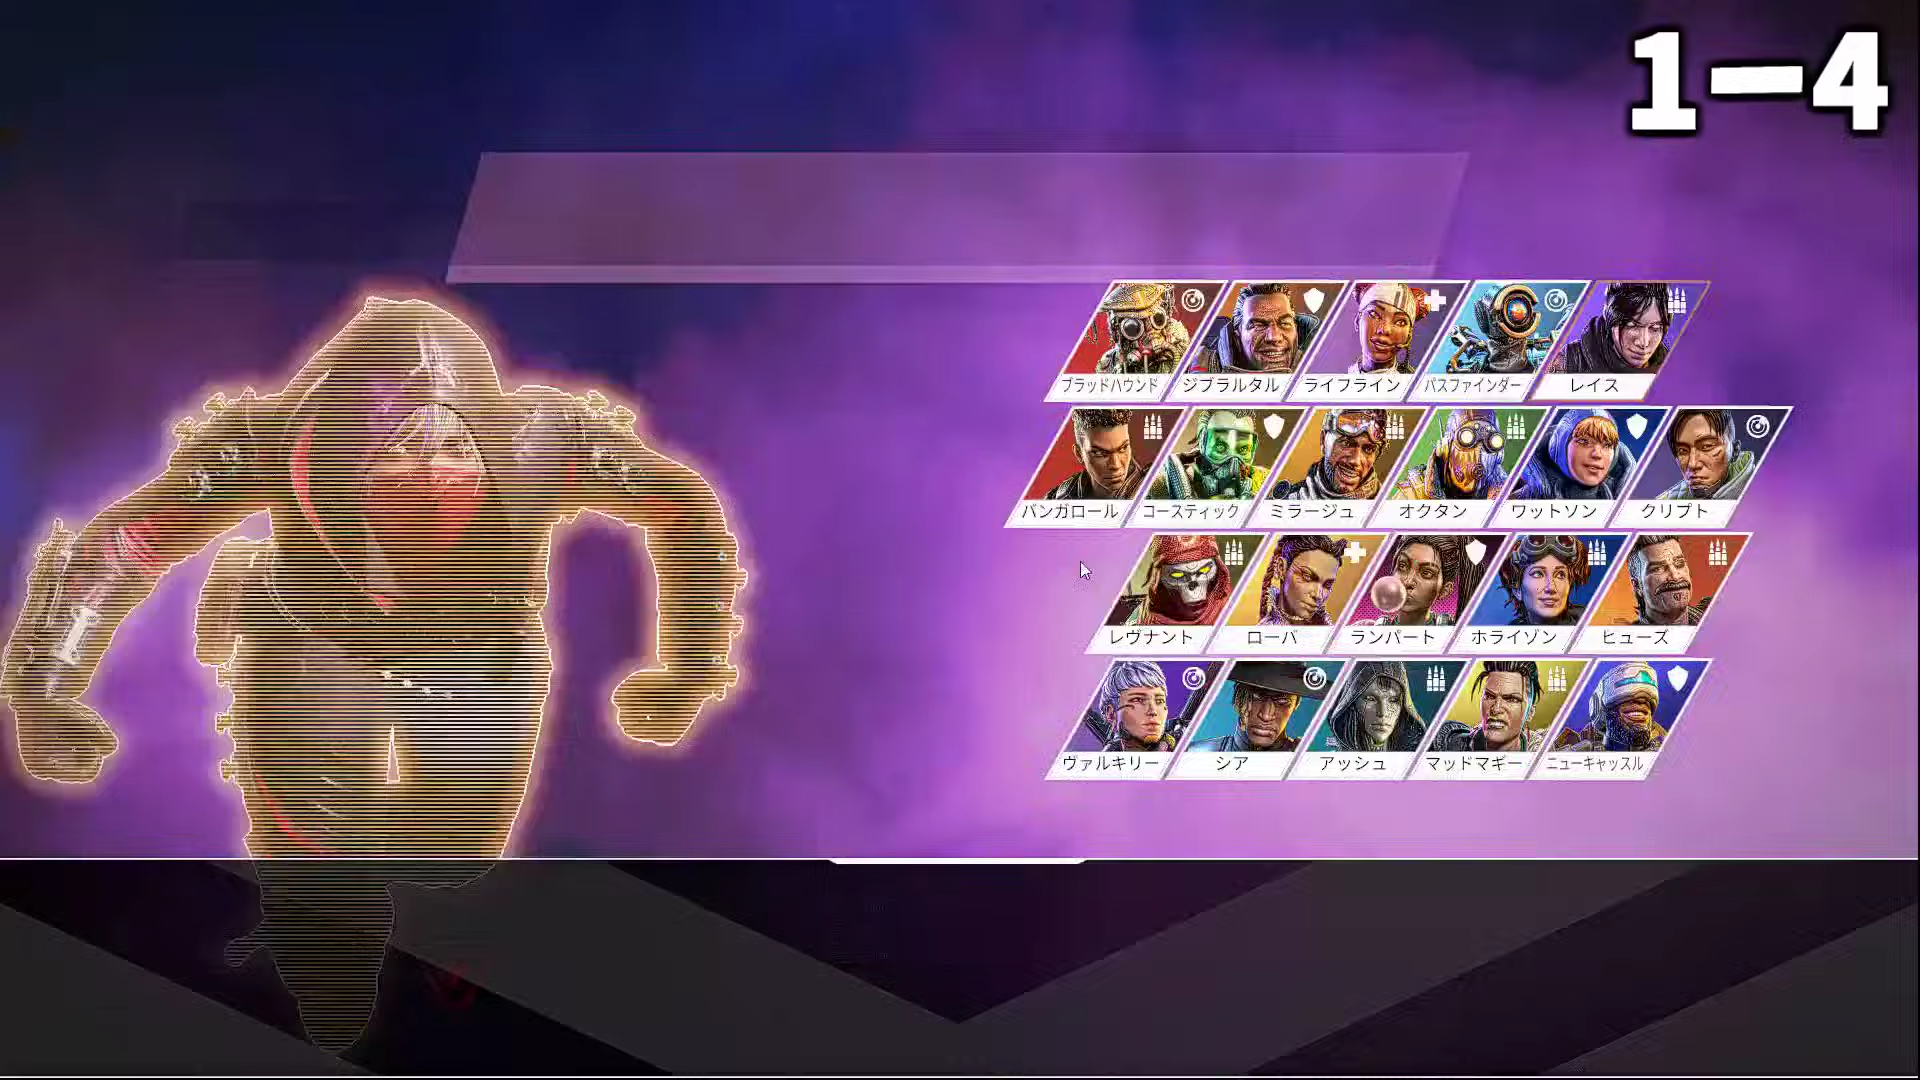 1-4
ブラッドハウンド ジブラルタル ライフライン パスファインダー レイス
バンガロール コースティック ミラージュ オクタン ワットソン クリプト
レヴナント ローバ ランパート ホライゾン ヒューズ
ヴァルキリー シア アッシュ マッドマギー ニューキャッスル